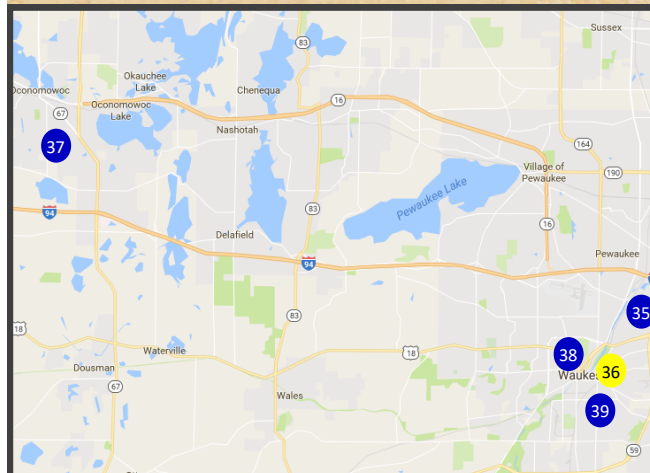 Sussex
83
Okauchee
Lake
Chenequa
Oconomowoc
67
Oconomowoc
Lake
16
Nashotah
37
164
Village of
Pewaukee
190
Pewaukee Lake
94
83
16
Delafield
Pewaukee
94
35
83
18
18
38
Waterville
36
Dousman
67
Wales
39
59